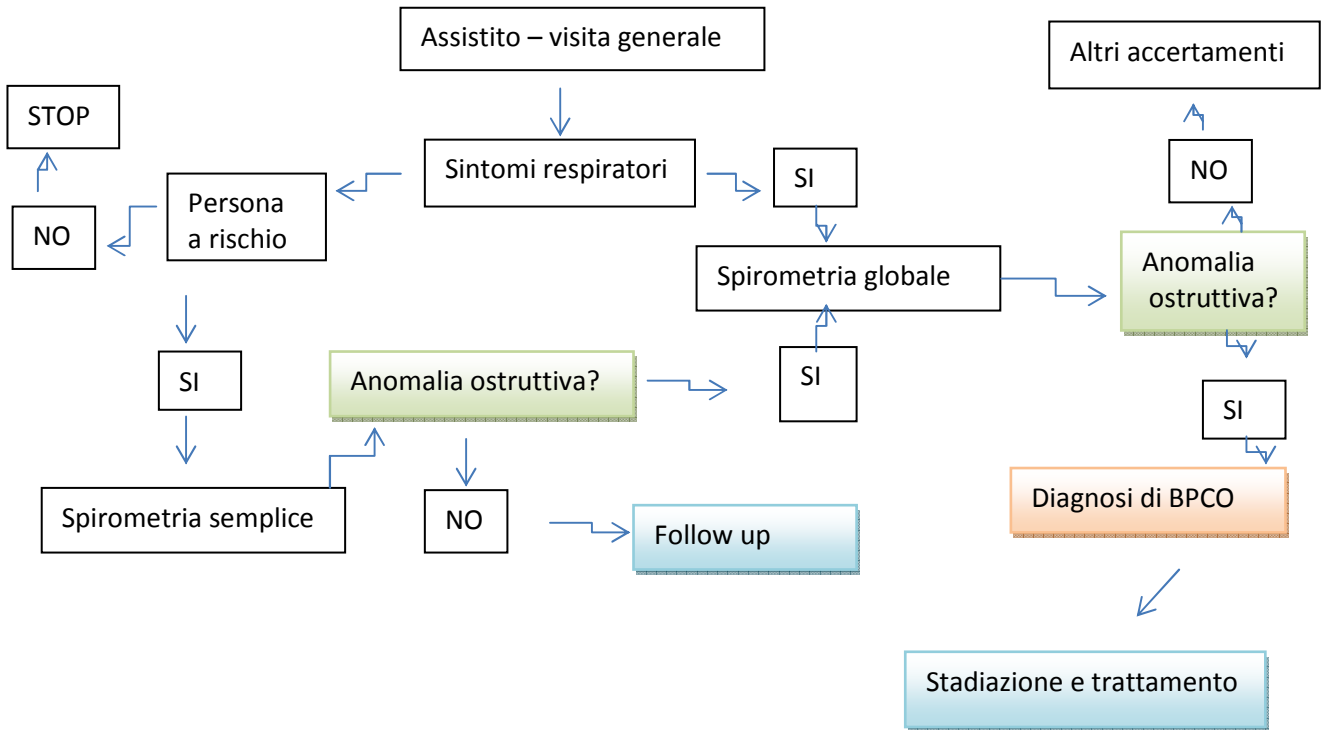 Assistito – visita generale
Altri accertamenti
STOP
Sintomi respiratori
SI
NO
Persona
a rischio
NO
Spirometria globale
Anomalia
ostruttiva?
SI
Anomalia ostruttiva?
SI
SI
Spirometria semplice
NO
Follow up
Diagnosi di BPCO
Stadiazione e trattamento